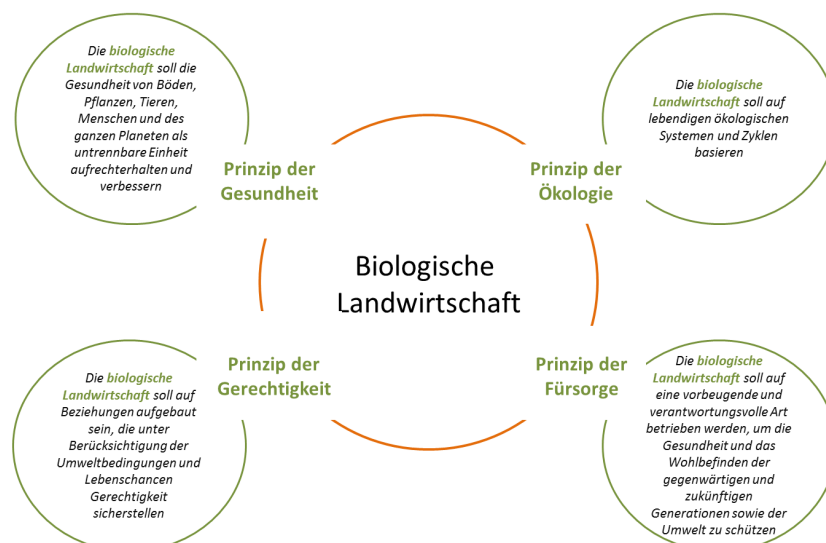 Die biologische
Landwirtschaft soll die
Gesundheit von Böden,
Pflanzen, Tieren,
Menschen und des
ganzen Planeten als
untrennbare Einheit
aufrechterhalten und
verbessern
Prinzip der
Gesundheit
Die biologische
Landwirtschaft soll auf
lebendigen ökologischen
Systemen und Zyklen
basieren
Prinzip der
Ökologie
Biologische
Landwirtschaft
Prinzip der
Gerechtigkeit
Die biologische
Landwirtschaft soll auf
Beziehungen aufgebaut
sein, die unter
Berücksichtigung der
Umweltbedingungen und
Lebenschancen
Gerechtigkeit
sicherstellen
Prinzip der
Fürsorge
Die biologische
Landwirtschaft soll auf
eine vorbeugende und
verantwortungsvolle Art
betrieben werden, um die
Gesundheit und das
Wohlbefinden der
gegenwärtigen und
zukünftigen
Generationen sowie der
Umwelt zu schützen